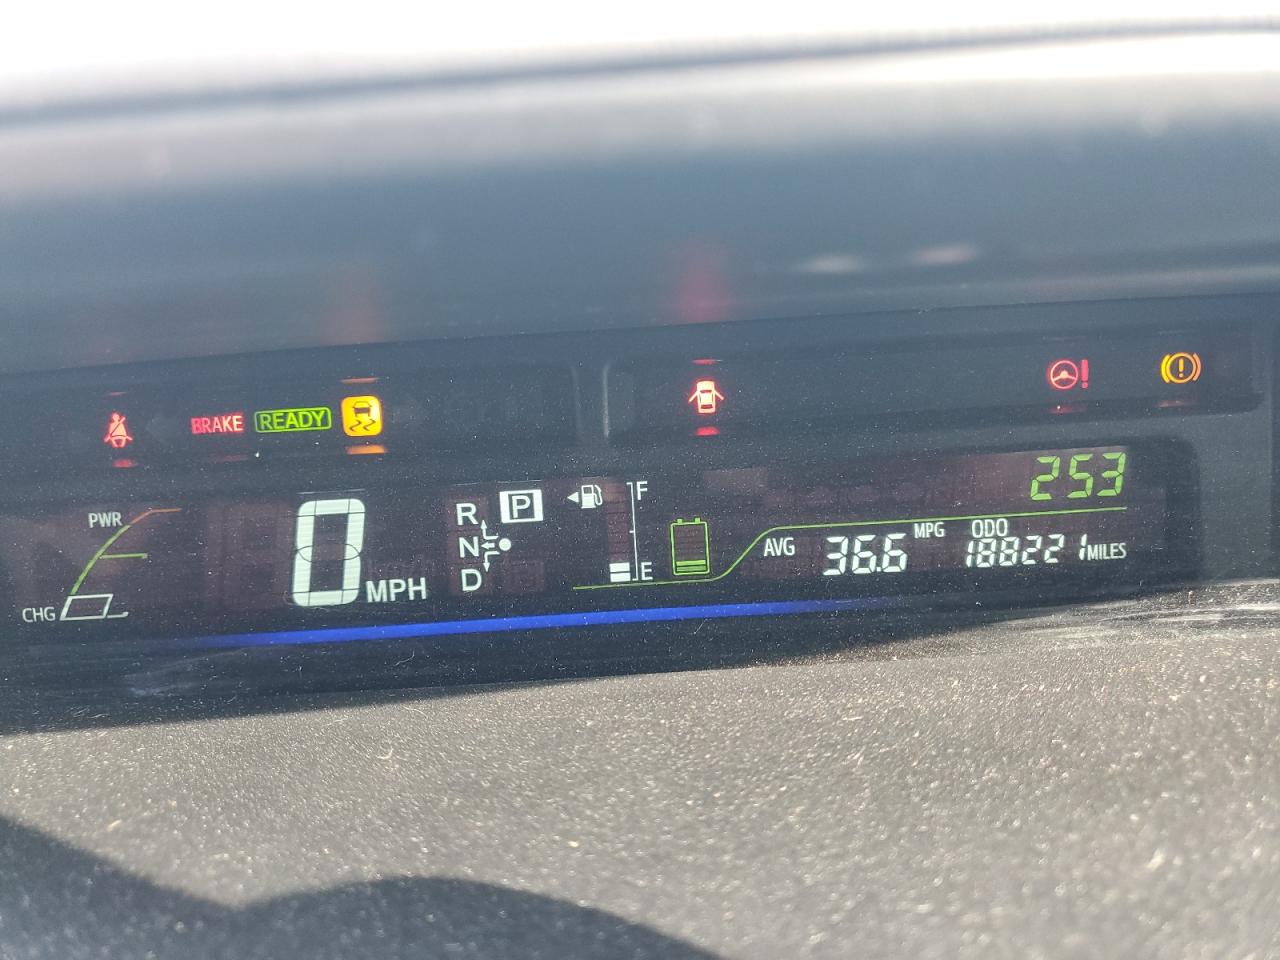 BRAKE READY
253
PWR
CHG
0 MPH
R
N
D
P
F
E
AVG 36.6 MPG
ODO
188221 MILES